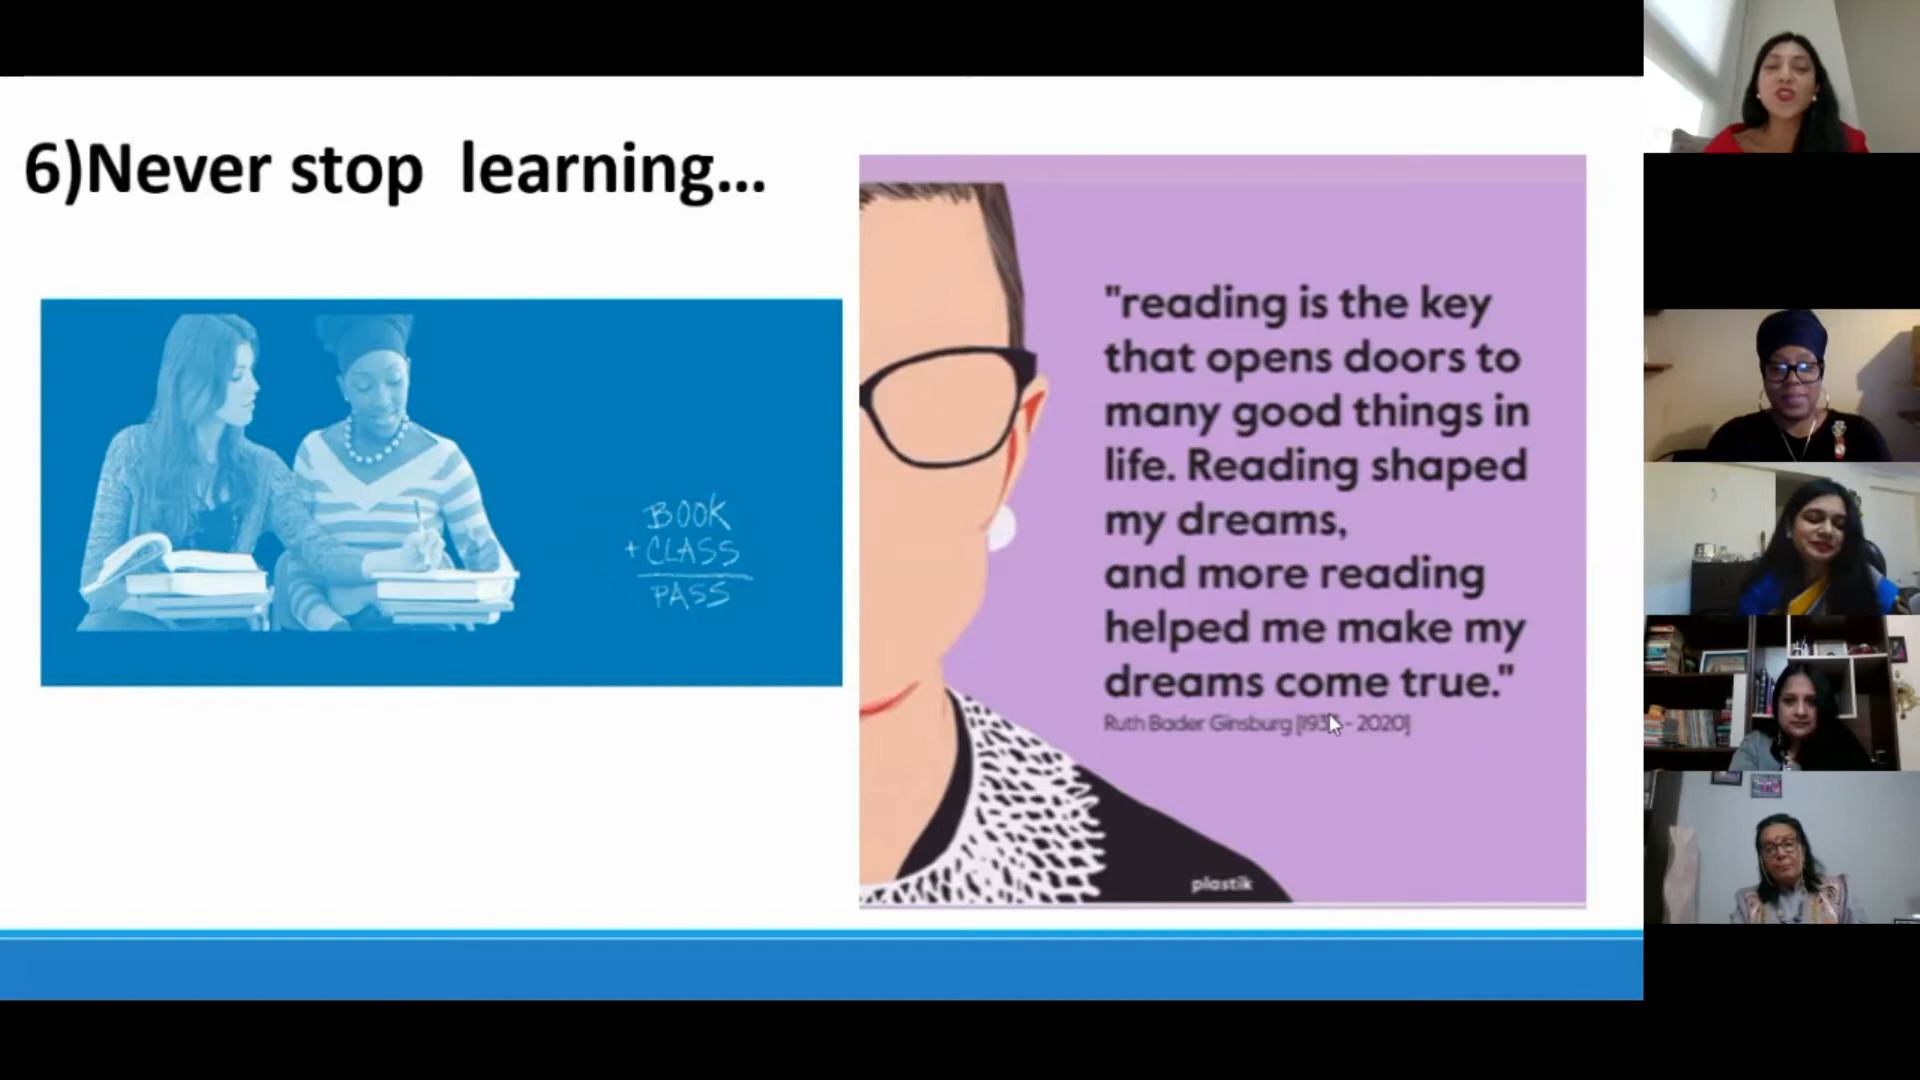 6)Never stop learning...
BOOK
+ CLASS
PASS
"reading is the key
that opens doors to
many good things in
life. Reading shaped
my dreams,
and more reading
helped me make my
dreams come true."
Ruth Bader Ginsburg - 2020]
plastik